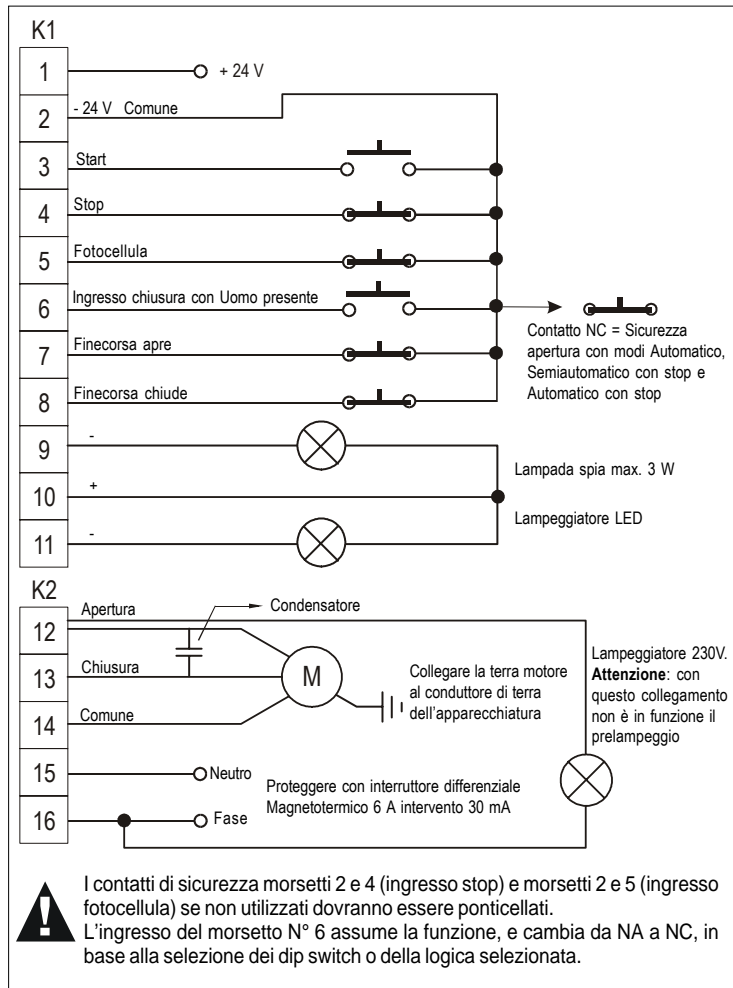 K1
1
+ 24 V
2
- 24 V Comune
3
Start
4
Stop
5
Fotocellula
6
Ingresso chiusura con Uomo presente
Contatto NC = Sicurezza
apertura con modi Automatico,
Semiautomatico con stop e
Automatico con stop
7
Finecorsa apre
8
Finecorsa chiude
9
-
Lampada spia max. 3 W
10
+
Lampeggiatore LED
11
-
K2
12
Apertura
Condensatore
13
Chiusura
M
Collegare la terra motore
al conduttore di terra
dell'apparecchiatura
Lampeggiatore 230V.
Attenzione: con
questo collegamento
non è in funzione il
prelampeggio
14
Comune
15
Neutro
Proteggere con interruttore differenziale
Magnetotermico 6 A intervento 30 mA
16
Fase
!
I contatti di sicurezza morsetti 2 e 4 (ingresso stop) e morsetti 2 e 5 (ingresso
fotocellula) se non utilizzati dovranno essere ponticellati.
L'ingresso del morsetto N° 6 assume la funzione, e cambia da NA a NC, in
base alla selezione dei dip switch o della logica selezionata.